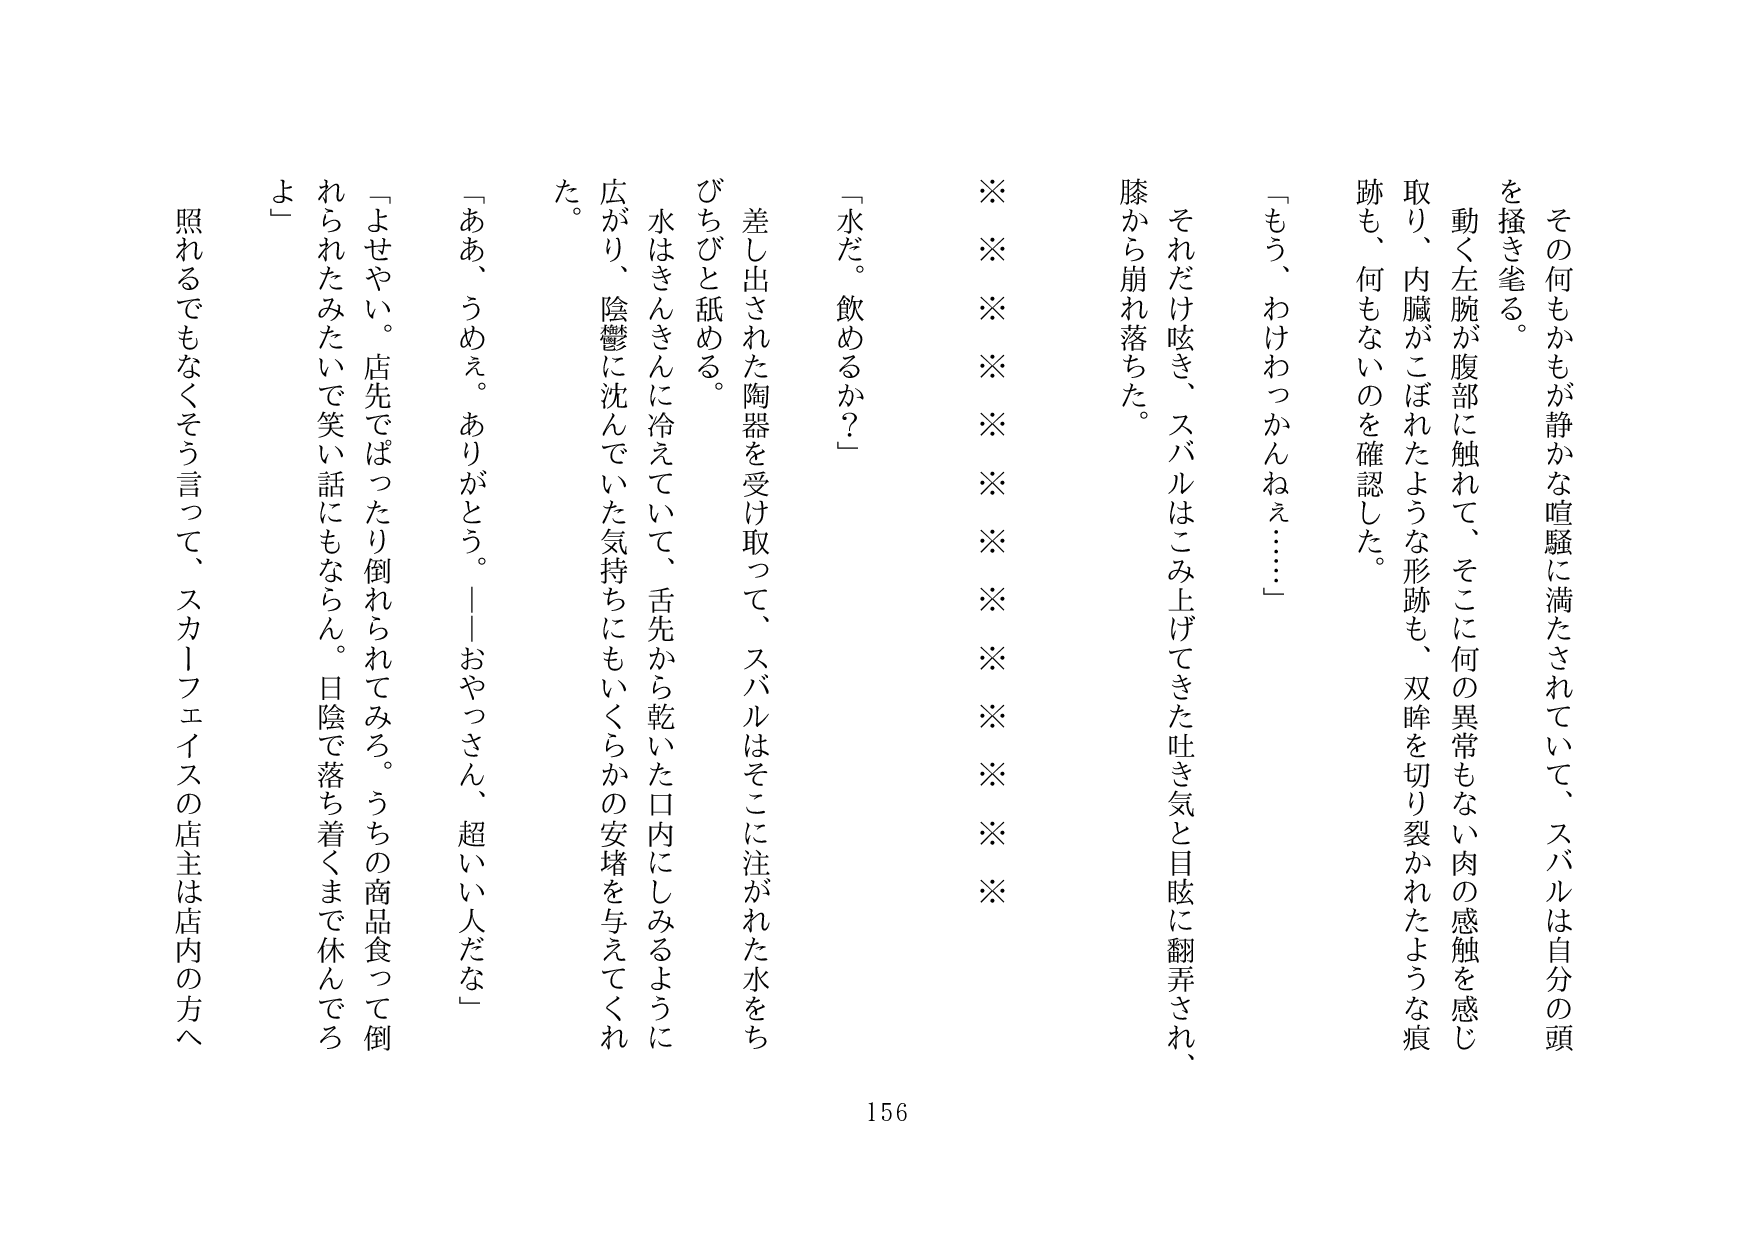 その何もかもが静かな喧騒に満たされていて、スバルは自分の頭
を掻き毟る。
　動く左腕が腹部に触れて、そこに何の異常もない肉の感触を感じ
取り、内臓がこぼれたような形跡も、双眸を切り裂かれたような痕
跡も、何もないのを確認した。
「もう、わけわっかんねぇ……」
　それだけ呟き、スバルはこみ上げてきた吐き気と目眩に翻弄され、
膝から崩れ落ちた。
※　※　※　※　※　※　※　※　※　※　※　※　※
「水だ。飲めるか？」
　差し出された陶器を受け取って、スバルはそこに注がれた水をち
びちびと舐める。
　水はきんきんに冷えていて、舌先から乾いた口内にしみるように
広がり、陰鬱に沈んでいた気持ちにもいくらかの安堵を与えてくれ
た。
「ああ、うめぇ。ありがとう。――おやっさん、超いい人だな」
「よせやい。店先でばったり倒れられてみろ。うちの商品食って倒
れられたみたいで笑い話にもならん。日陰で落ち着くまで休んでろ
よ」
　照れるでもなくそう言って、スカーフェイスの店主は店内の方へ
156